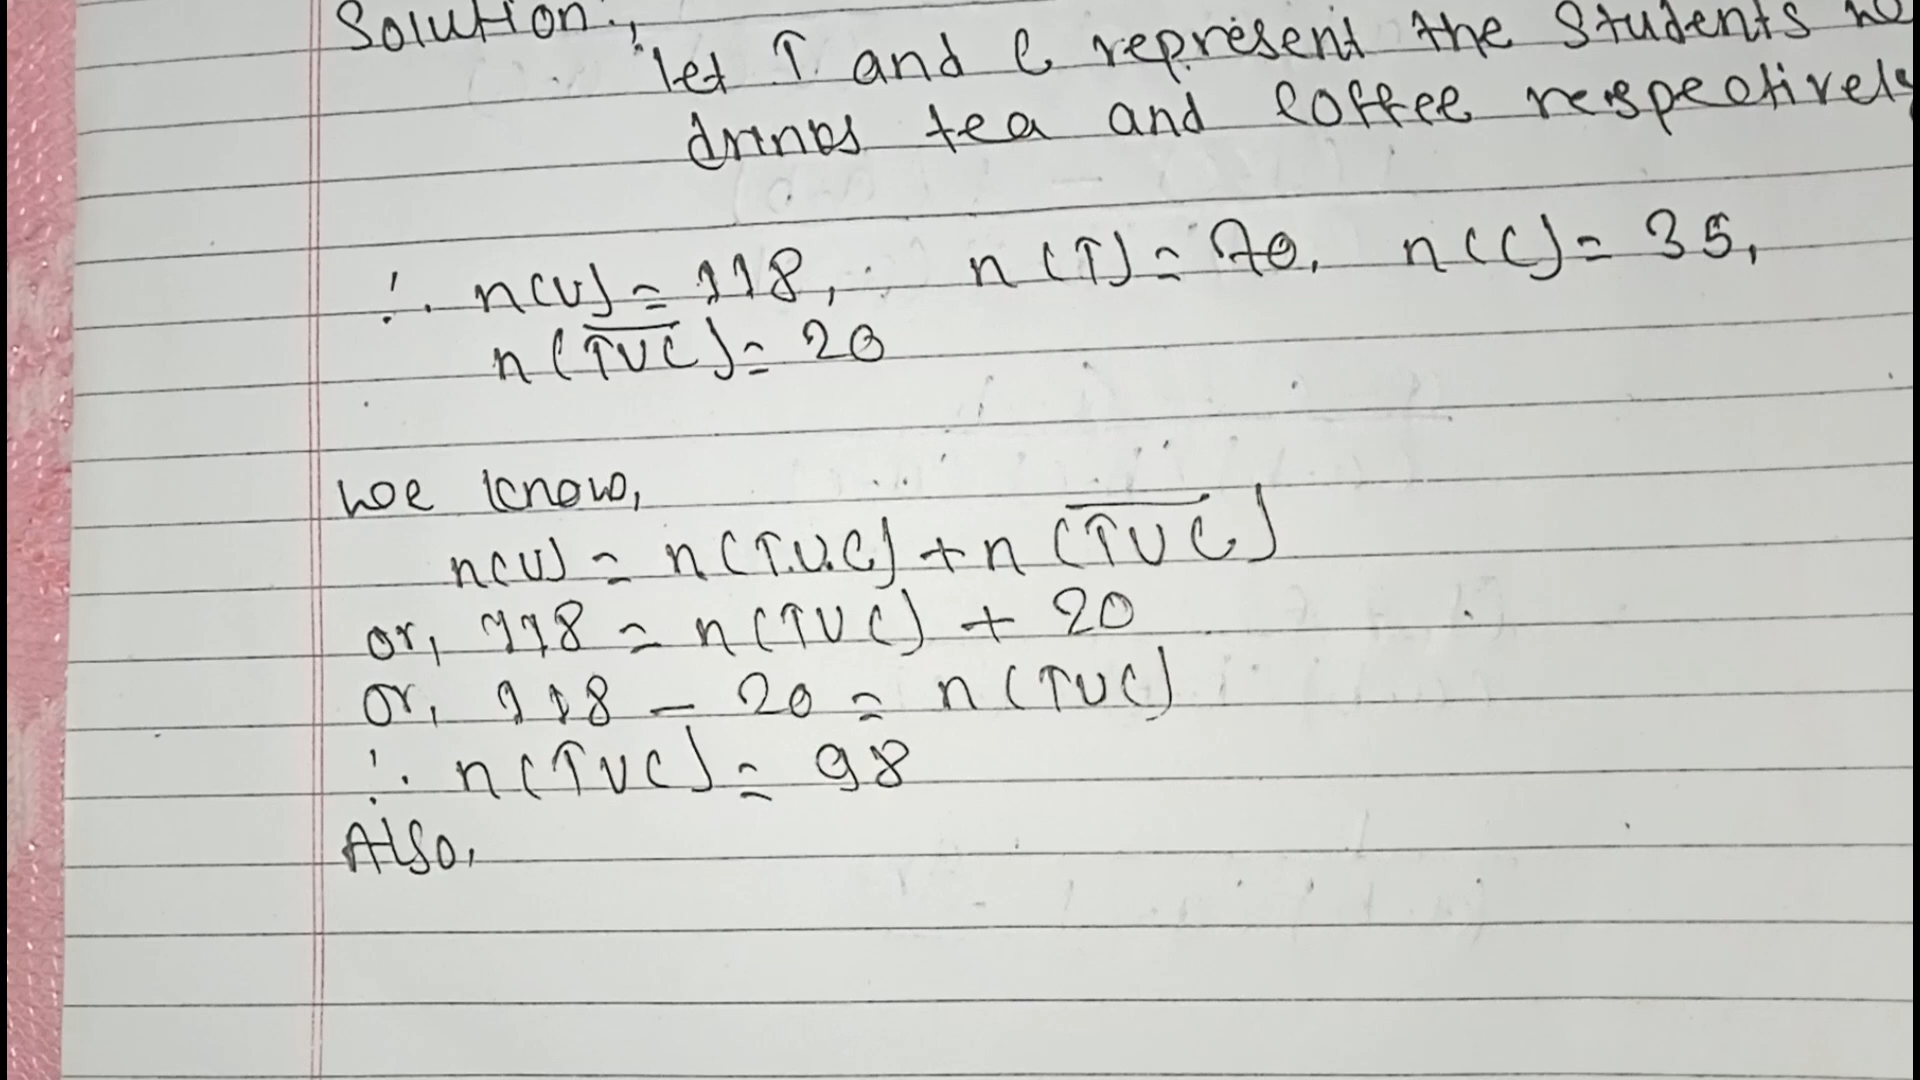 Solution:,
let T and C represent the students
drinks tea and coffee respectively
∴ n(U) = 118, n(T) = 70, n(C) = 35,
n(T̅∪̅C̅) = 20
we know,
n(U) = n(T∪C) + n(T̅∪̅C̅)
or, 118 = n(T∪C) + 20
or, 118 - 20 = n(T∪C)
∴ n(T∪C) = 98
Also,